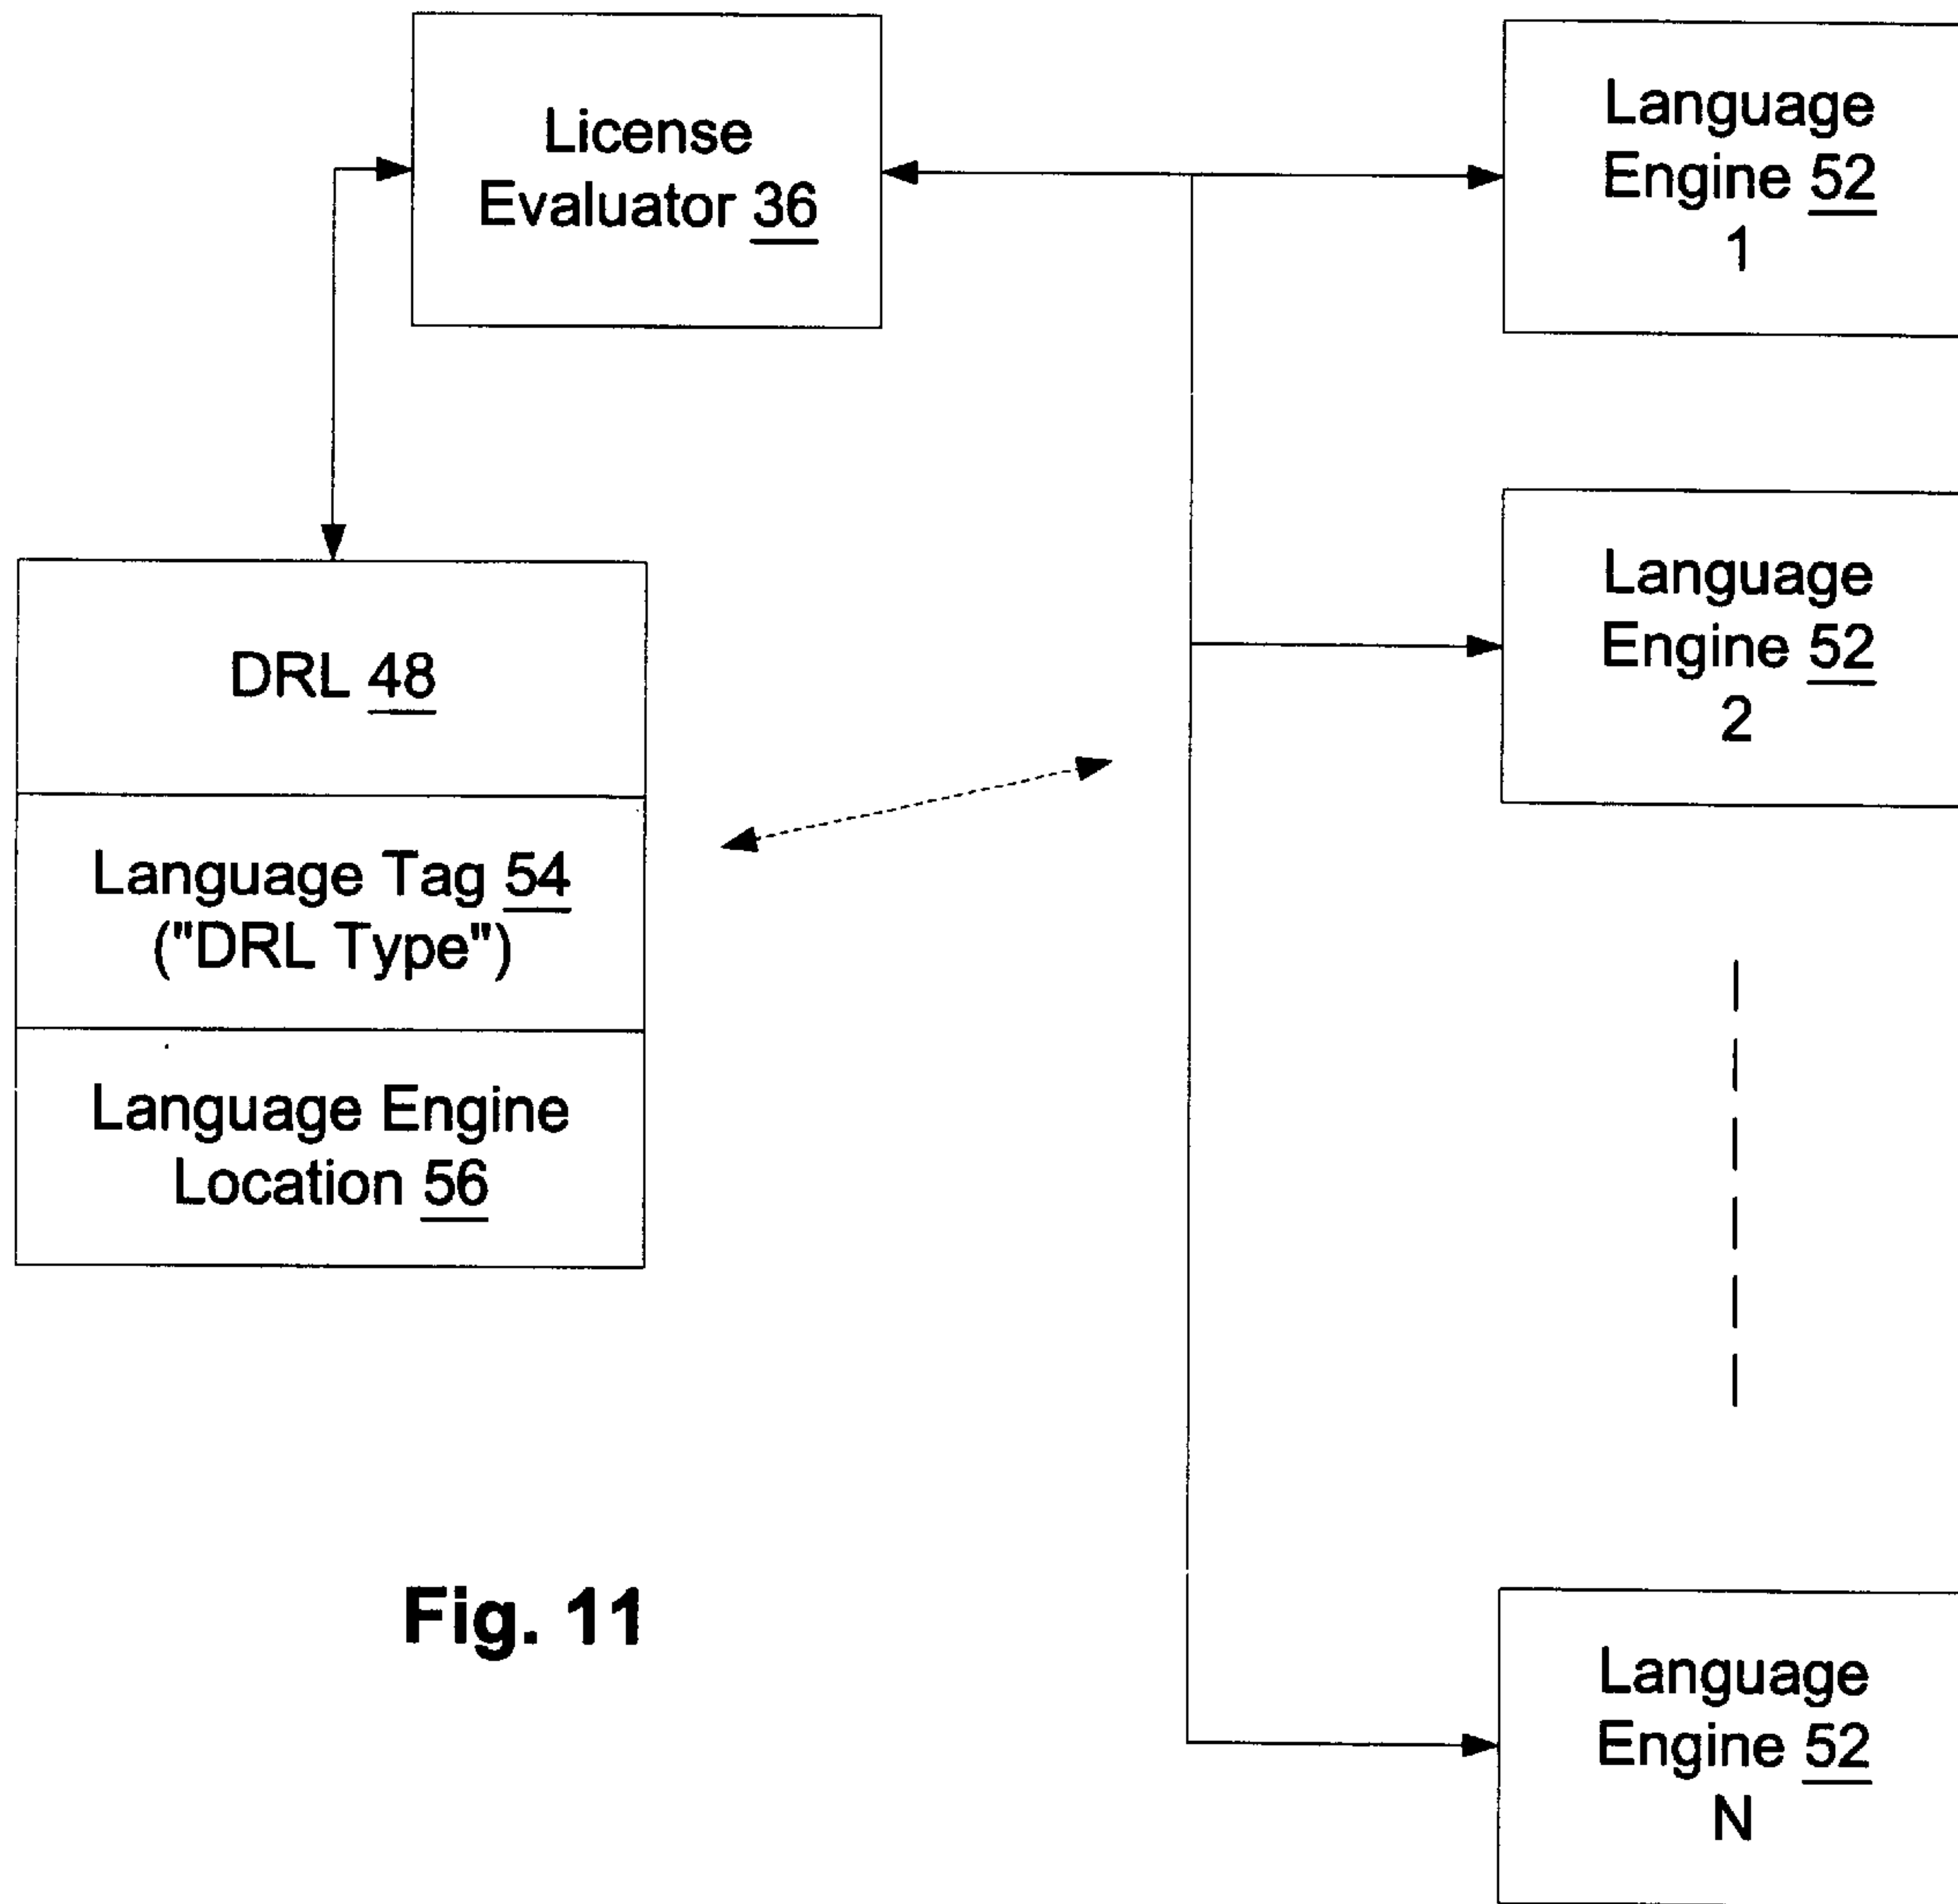 License
Evaluator 36
Language
Engine 52
1
Language
Engine 52
2
DRL 48
Language Tag 54
("DRL Type")
Language Engine
Location 56
Fig. 11
Language
Engine 52
N